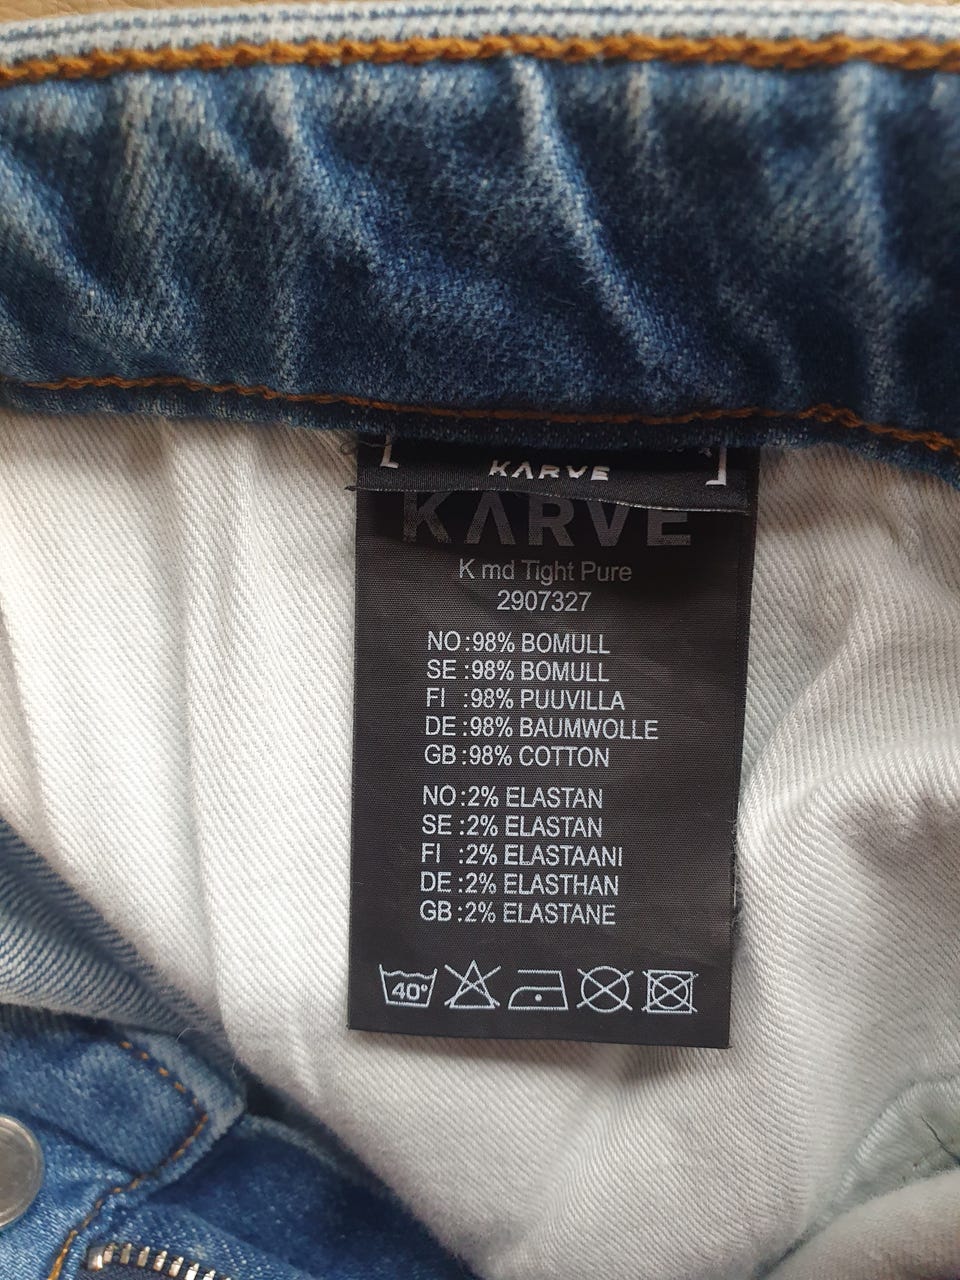 KARVE
KARVE
K md Tight Pure
2907327
NO:98% BOMULL
SE:98% BOMULL
FI :98% PUUVILLA
DE:98% BAUMWOLLE
GB:98% COTTON
NO:2% ELASTAN
SE:2% ELASTAN
FI :2% ELASTAANI
DE:2% ELASTHAN
GB:2% ELASTANE
40°